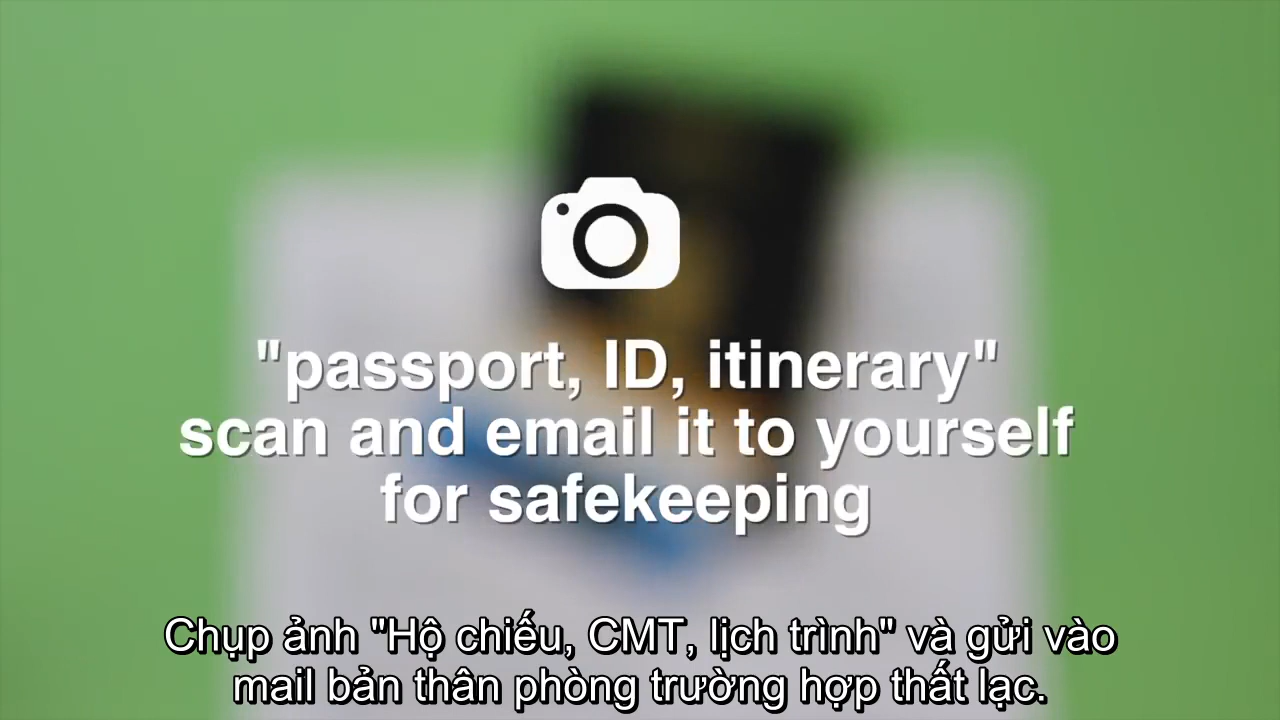 "passport, ID, itinerary"
scan and email it to yourself
for safekeeping
Chụp ảnh "Hộ chiếu, CMT, lịch trình" và gửi vào
mail bản thân phòng trường hợp thất lạc.